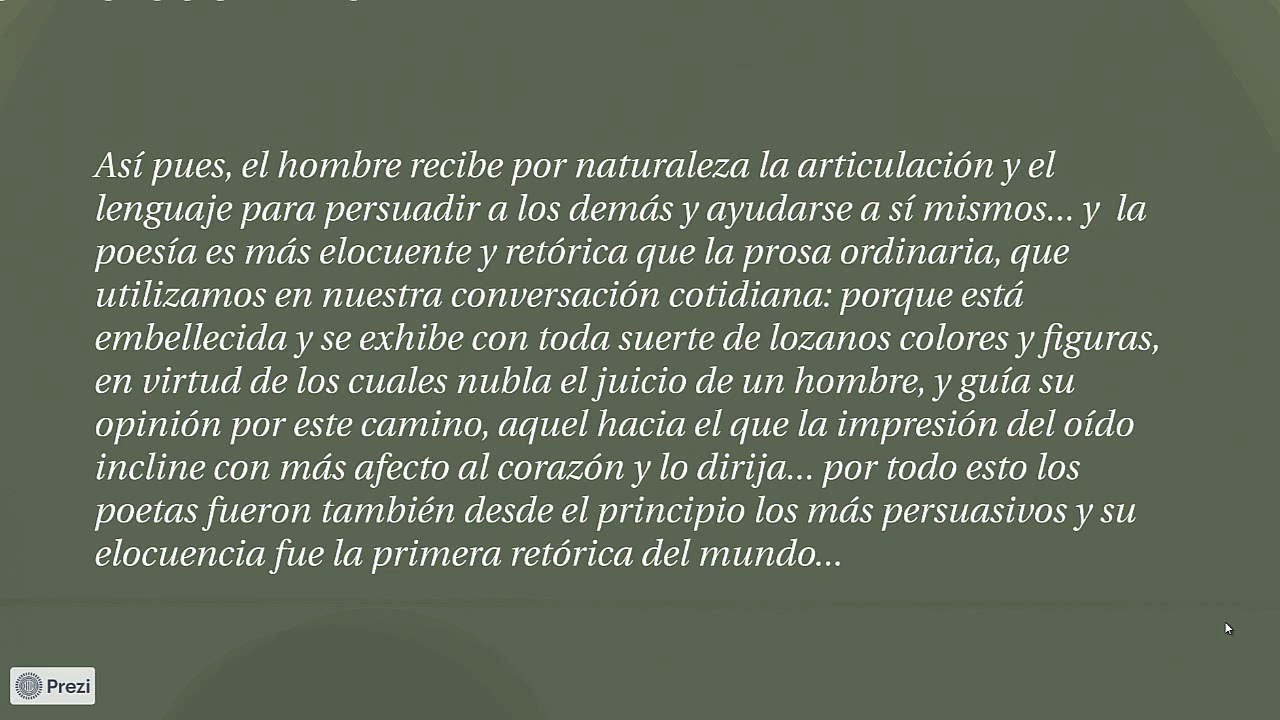 Así pues, el hombre recibe por naturaleza la articulación y el
lenguaje para persuadir a los demás y ayudarse a sí mismos... y  la
poesía es más elocuente y retórica que la prosa ordinaria, que
utilizamos en nuestra conversación cotidiana: porque está
embellecida y se exhibe con toda suerte de lozanos colores y figuras,
en virtud de los cuales nubla el juicio de un hombre, y guía su
opinión por este camino, aquel hacia el que la impresión del oído
incline con más afecto al corazón y lo dirija... por todo esto los
poetas fueron también desde el principio los más persuasivos y su
elocuencia fue la primera retórica del mundo...
Prezi